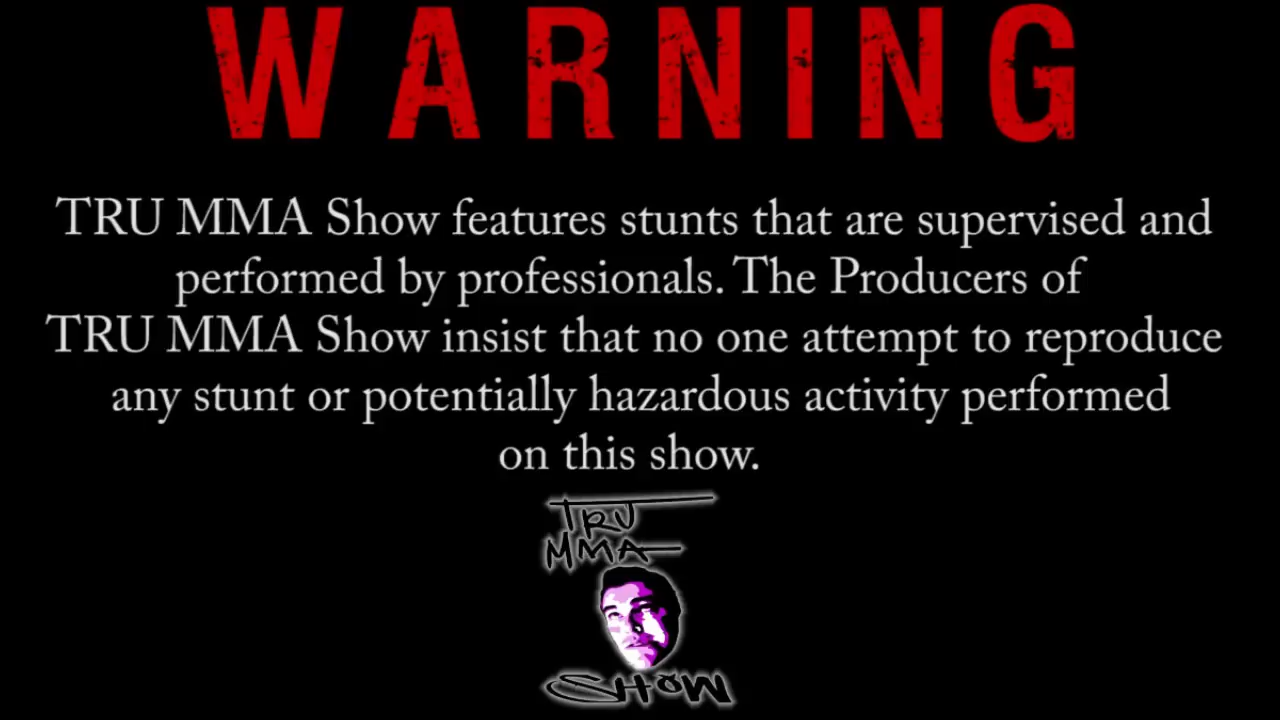 WARNING
TRU MMA Show features stunts that are supervised and
performed by professionals. The Producers of
TRU MMA Show insist that no one attempt to reproduce
any stunt or potentially hazardous activity performed
on this show.
TRU
MMA
SHOW